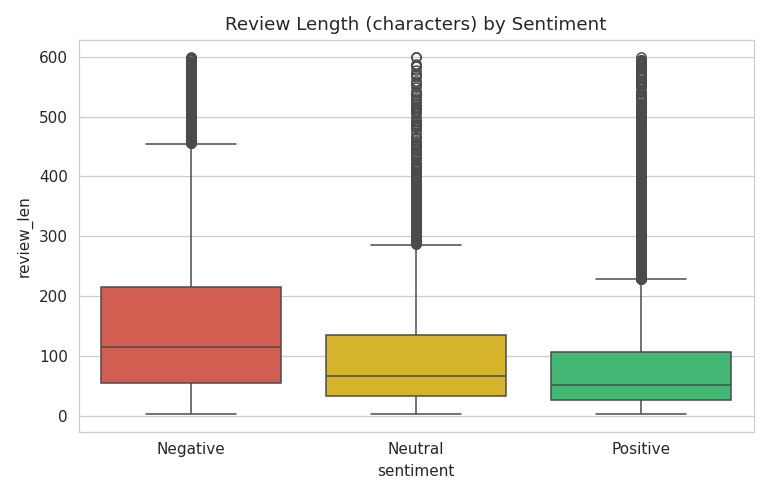 Review Length (characters) by Sentiment
600
500
400
300
200
100
0
review_len
Negative Neutral Positive
sentiment